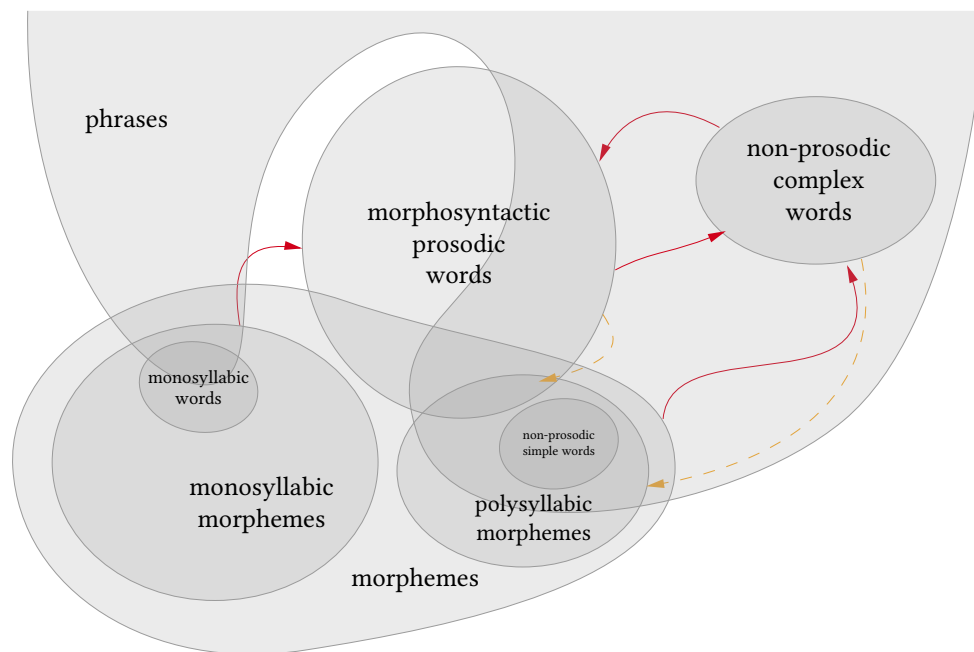 phrases
non-prosodic
complex
words
morphosyntactic
prosodic
words
monosyllabic
words
non-prosodic
simple words
monosyllabic
morphemes
polysyllabic
morphemes
morphemes